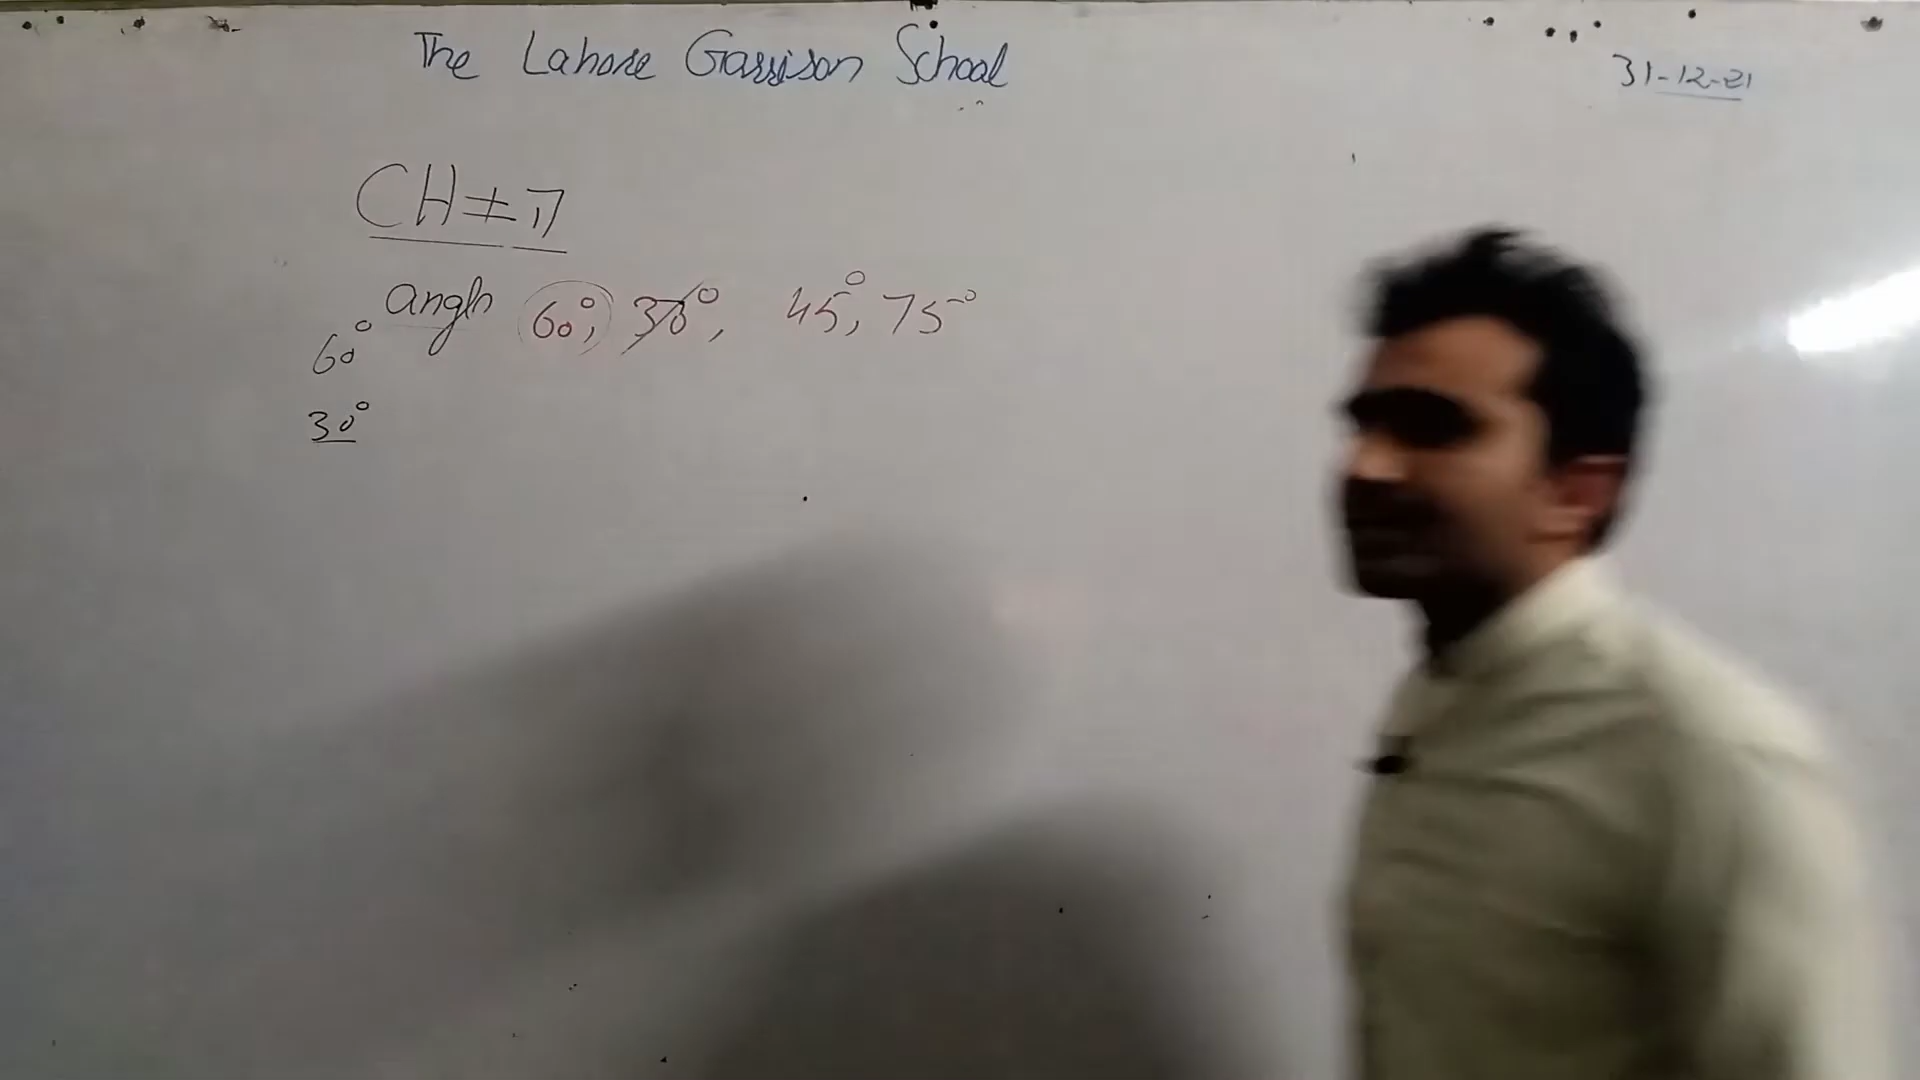 The Lahore Garrison School
31-12-21
CH # 17
angle 60°, 30°, 45°, 75°
60°
30°